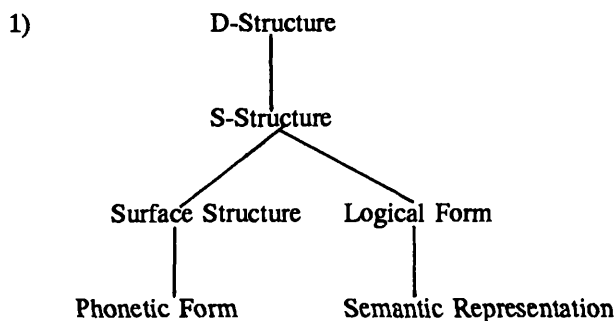 1) D-Structure
S-Structure
Surface Structure Logical Form
Phonetic Form Semantic Representation